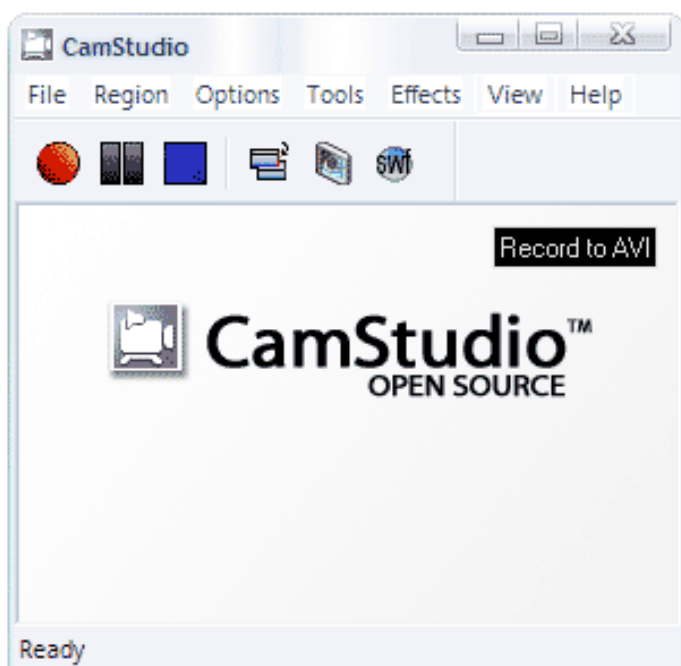 CamStudio
File Region Options Tools Effects View Help
swf
Record to AVI
CamStudio™
OPEN SOURCE
Ready